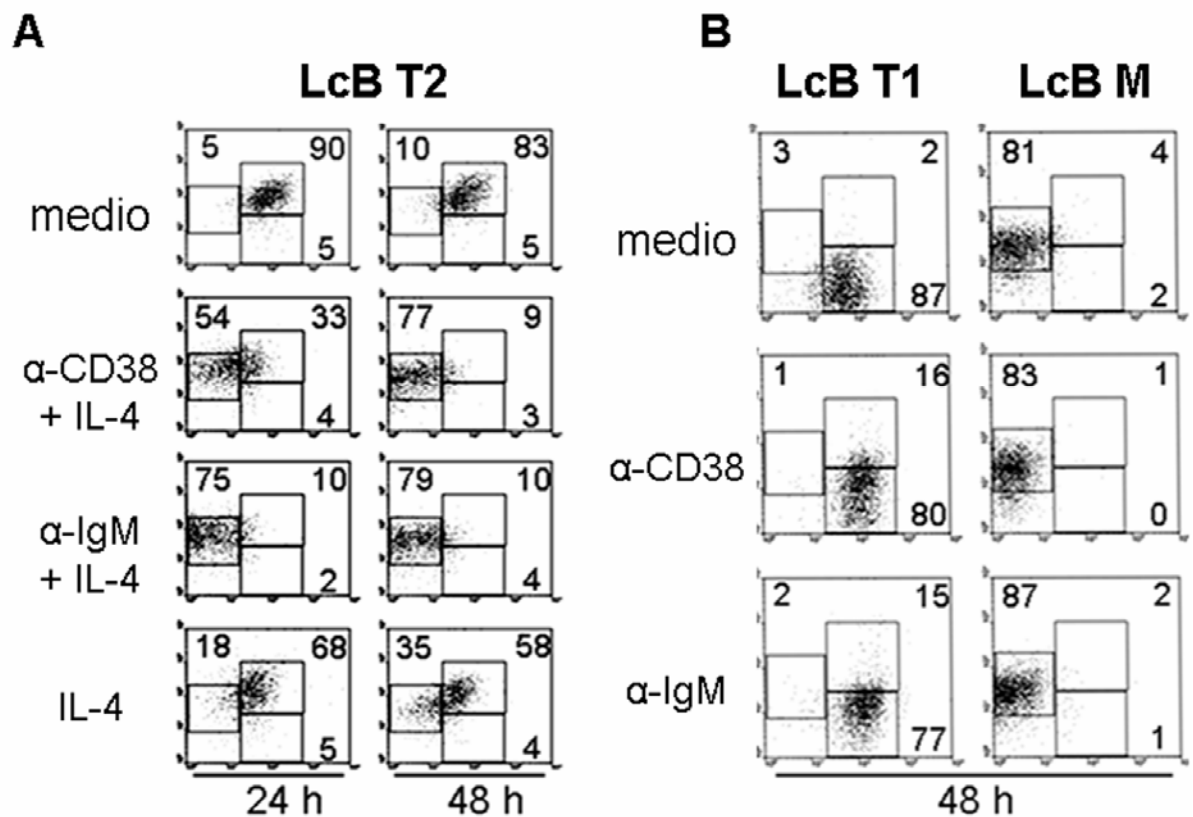 A
LcB T2
medio
5 90 5
10 83 5
α-CD38
+ IL-4
54 33 4
77 9 3
α-IgM
+ IL-4
75 10 2
79 10 4
IL-4
18 68 5
35 58 4
24 h 48 h
B
LcB T1 LcB M
medio
3 2 87
81 4 2
α-CD38
1 16 80
83 1 0
α-IgM
2 15 77
87 2 1
48 h